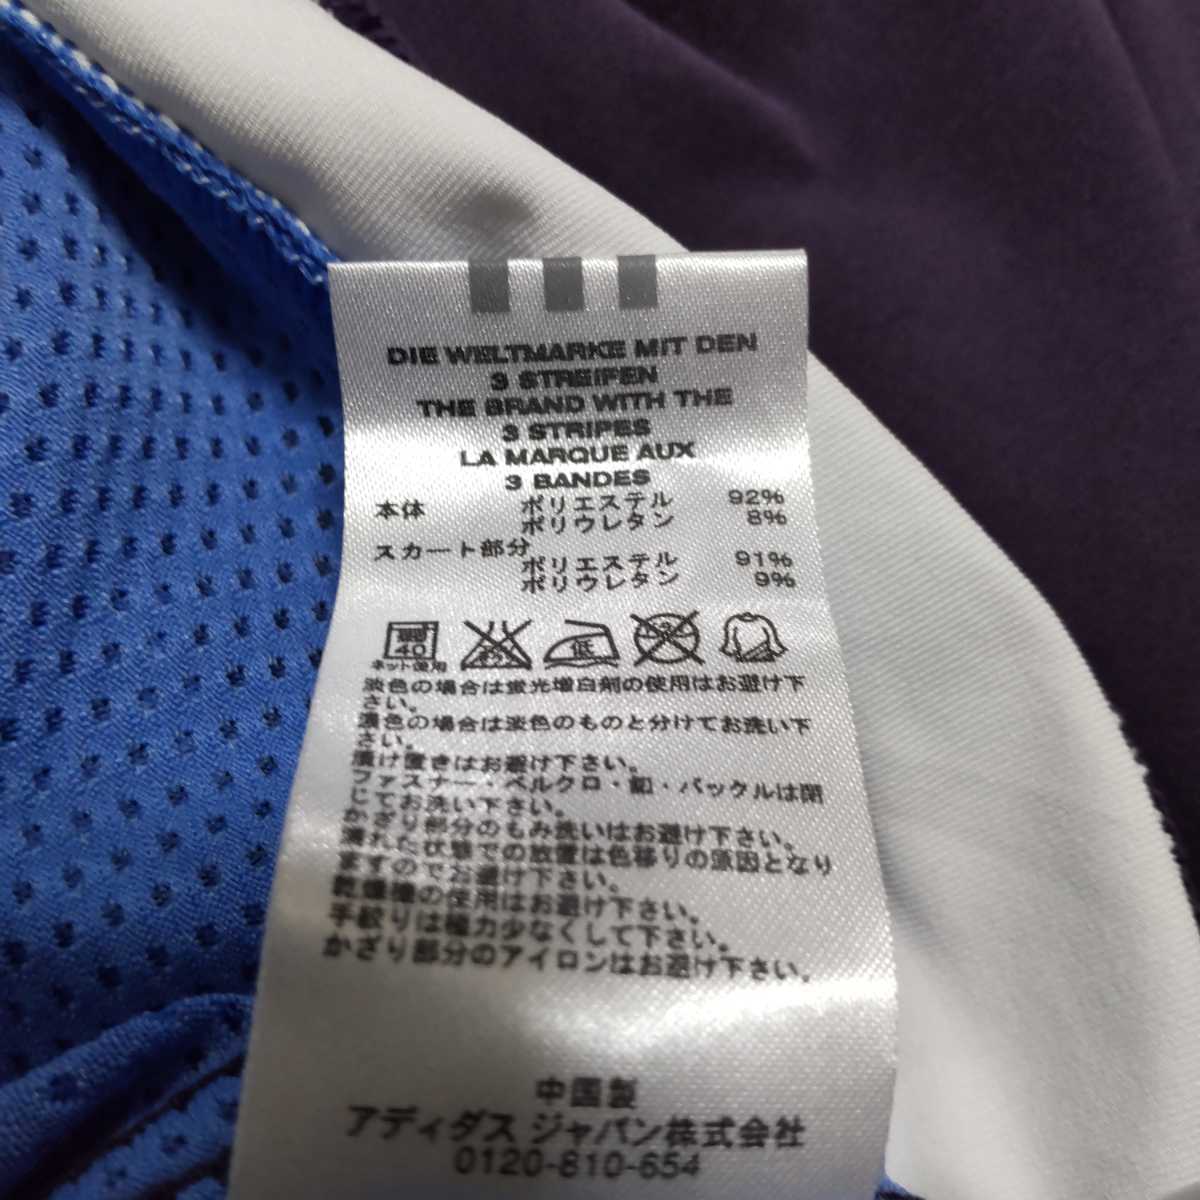 DIE WELTMARKE MIT DEN
3 STREIFEN
THE BRAND WITH THE
3 STRIPES
LA MARQUE AUX
3 BANDES
本体 ポリエステル 92%
ポリウレタン 8%
スカート部分
ポリエステル 91%
ポリウレタン 9%
弱 40 低
ネット使用
淡色の場合は蛍光増白剤の使用はお避け下
さい。
濃色の場合は淡色のものと分けてお洗い下
さい。
漬け置きはお避け下さい。
ファスナー・ベルクロ・釦・バックルは閉
じてお洗い下さい。
かざり部分のもみ洗いはお避け下さい。
濡れた状態での放置は色移りの原因となり
ますのでお避け下さい。
乾燥機の使用はお避け下さい。
手絞りは極力少なくして下さい。
かざり部分のアイロンはお避け下さい。
中国製
アディダス ジャパン株式会社
0120-810-654